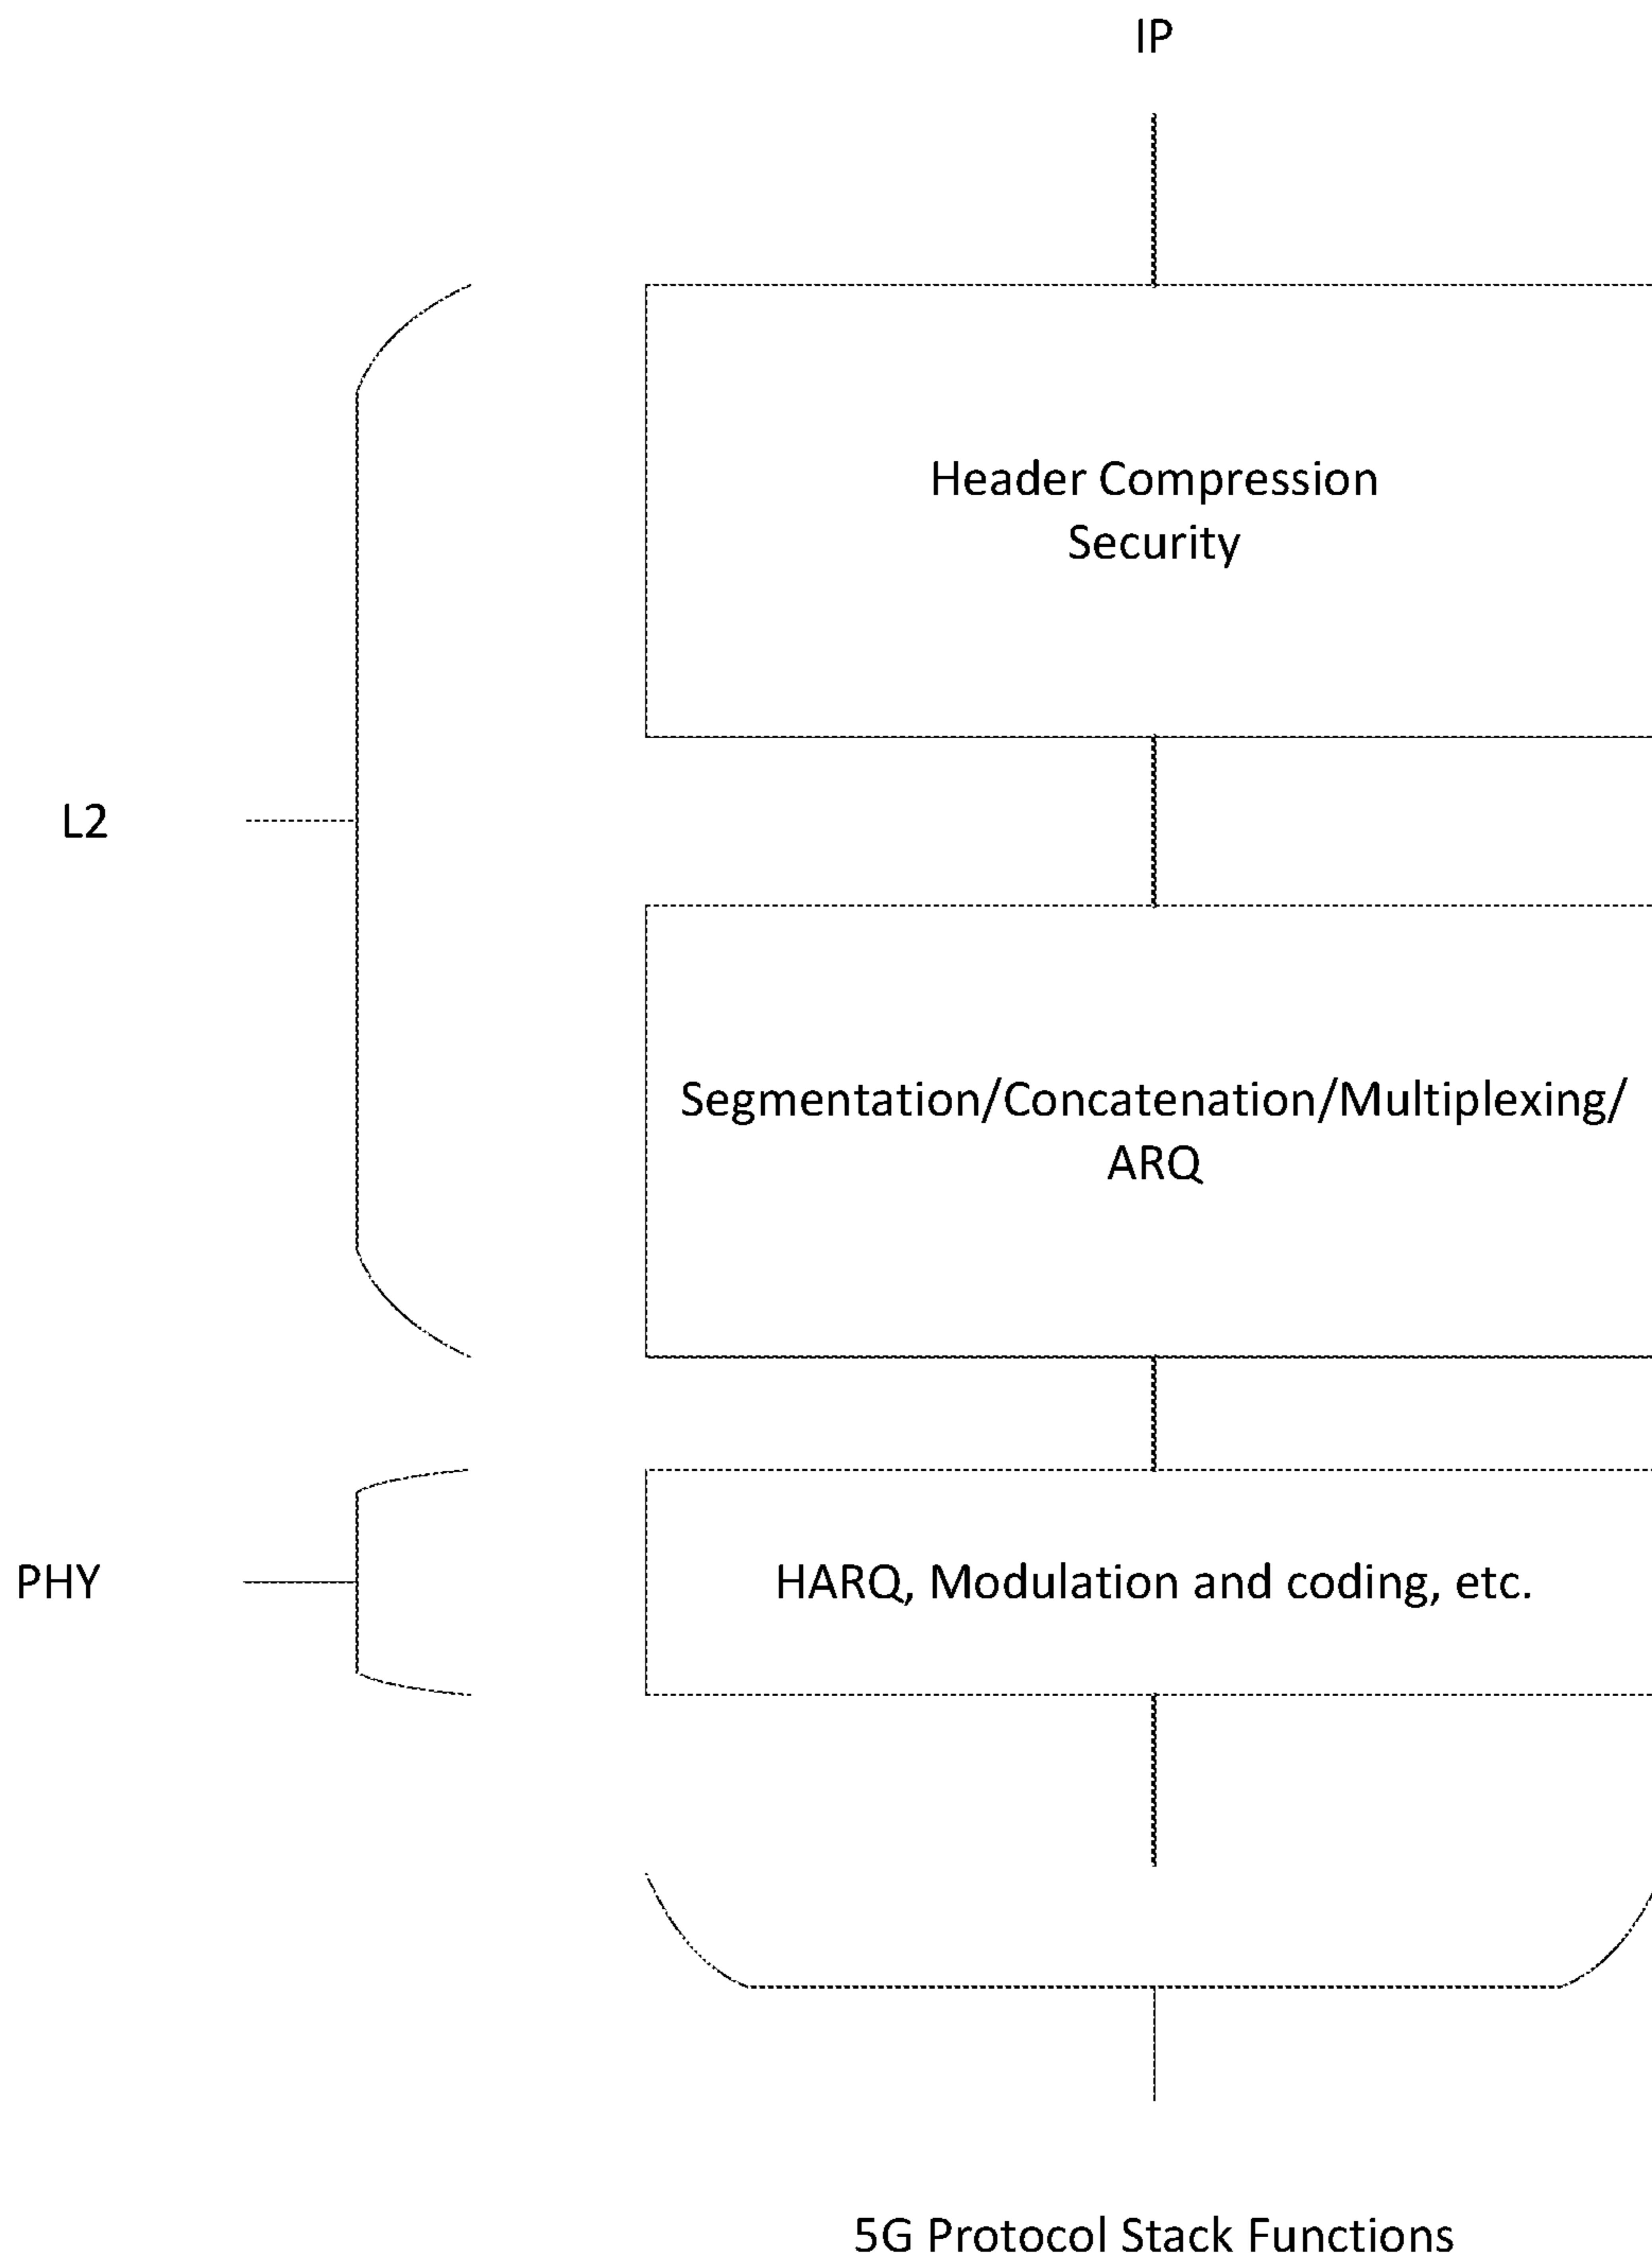 IP
Header Compression
Security
L2
Segmentation/Concatenation/Multiplexing/
ARQ
PHY
HARQ, Modulation and coding, etc.
5G Protocol Stack Functions